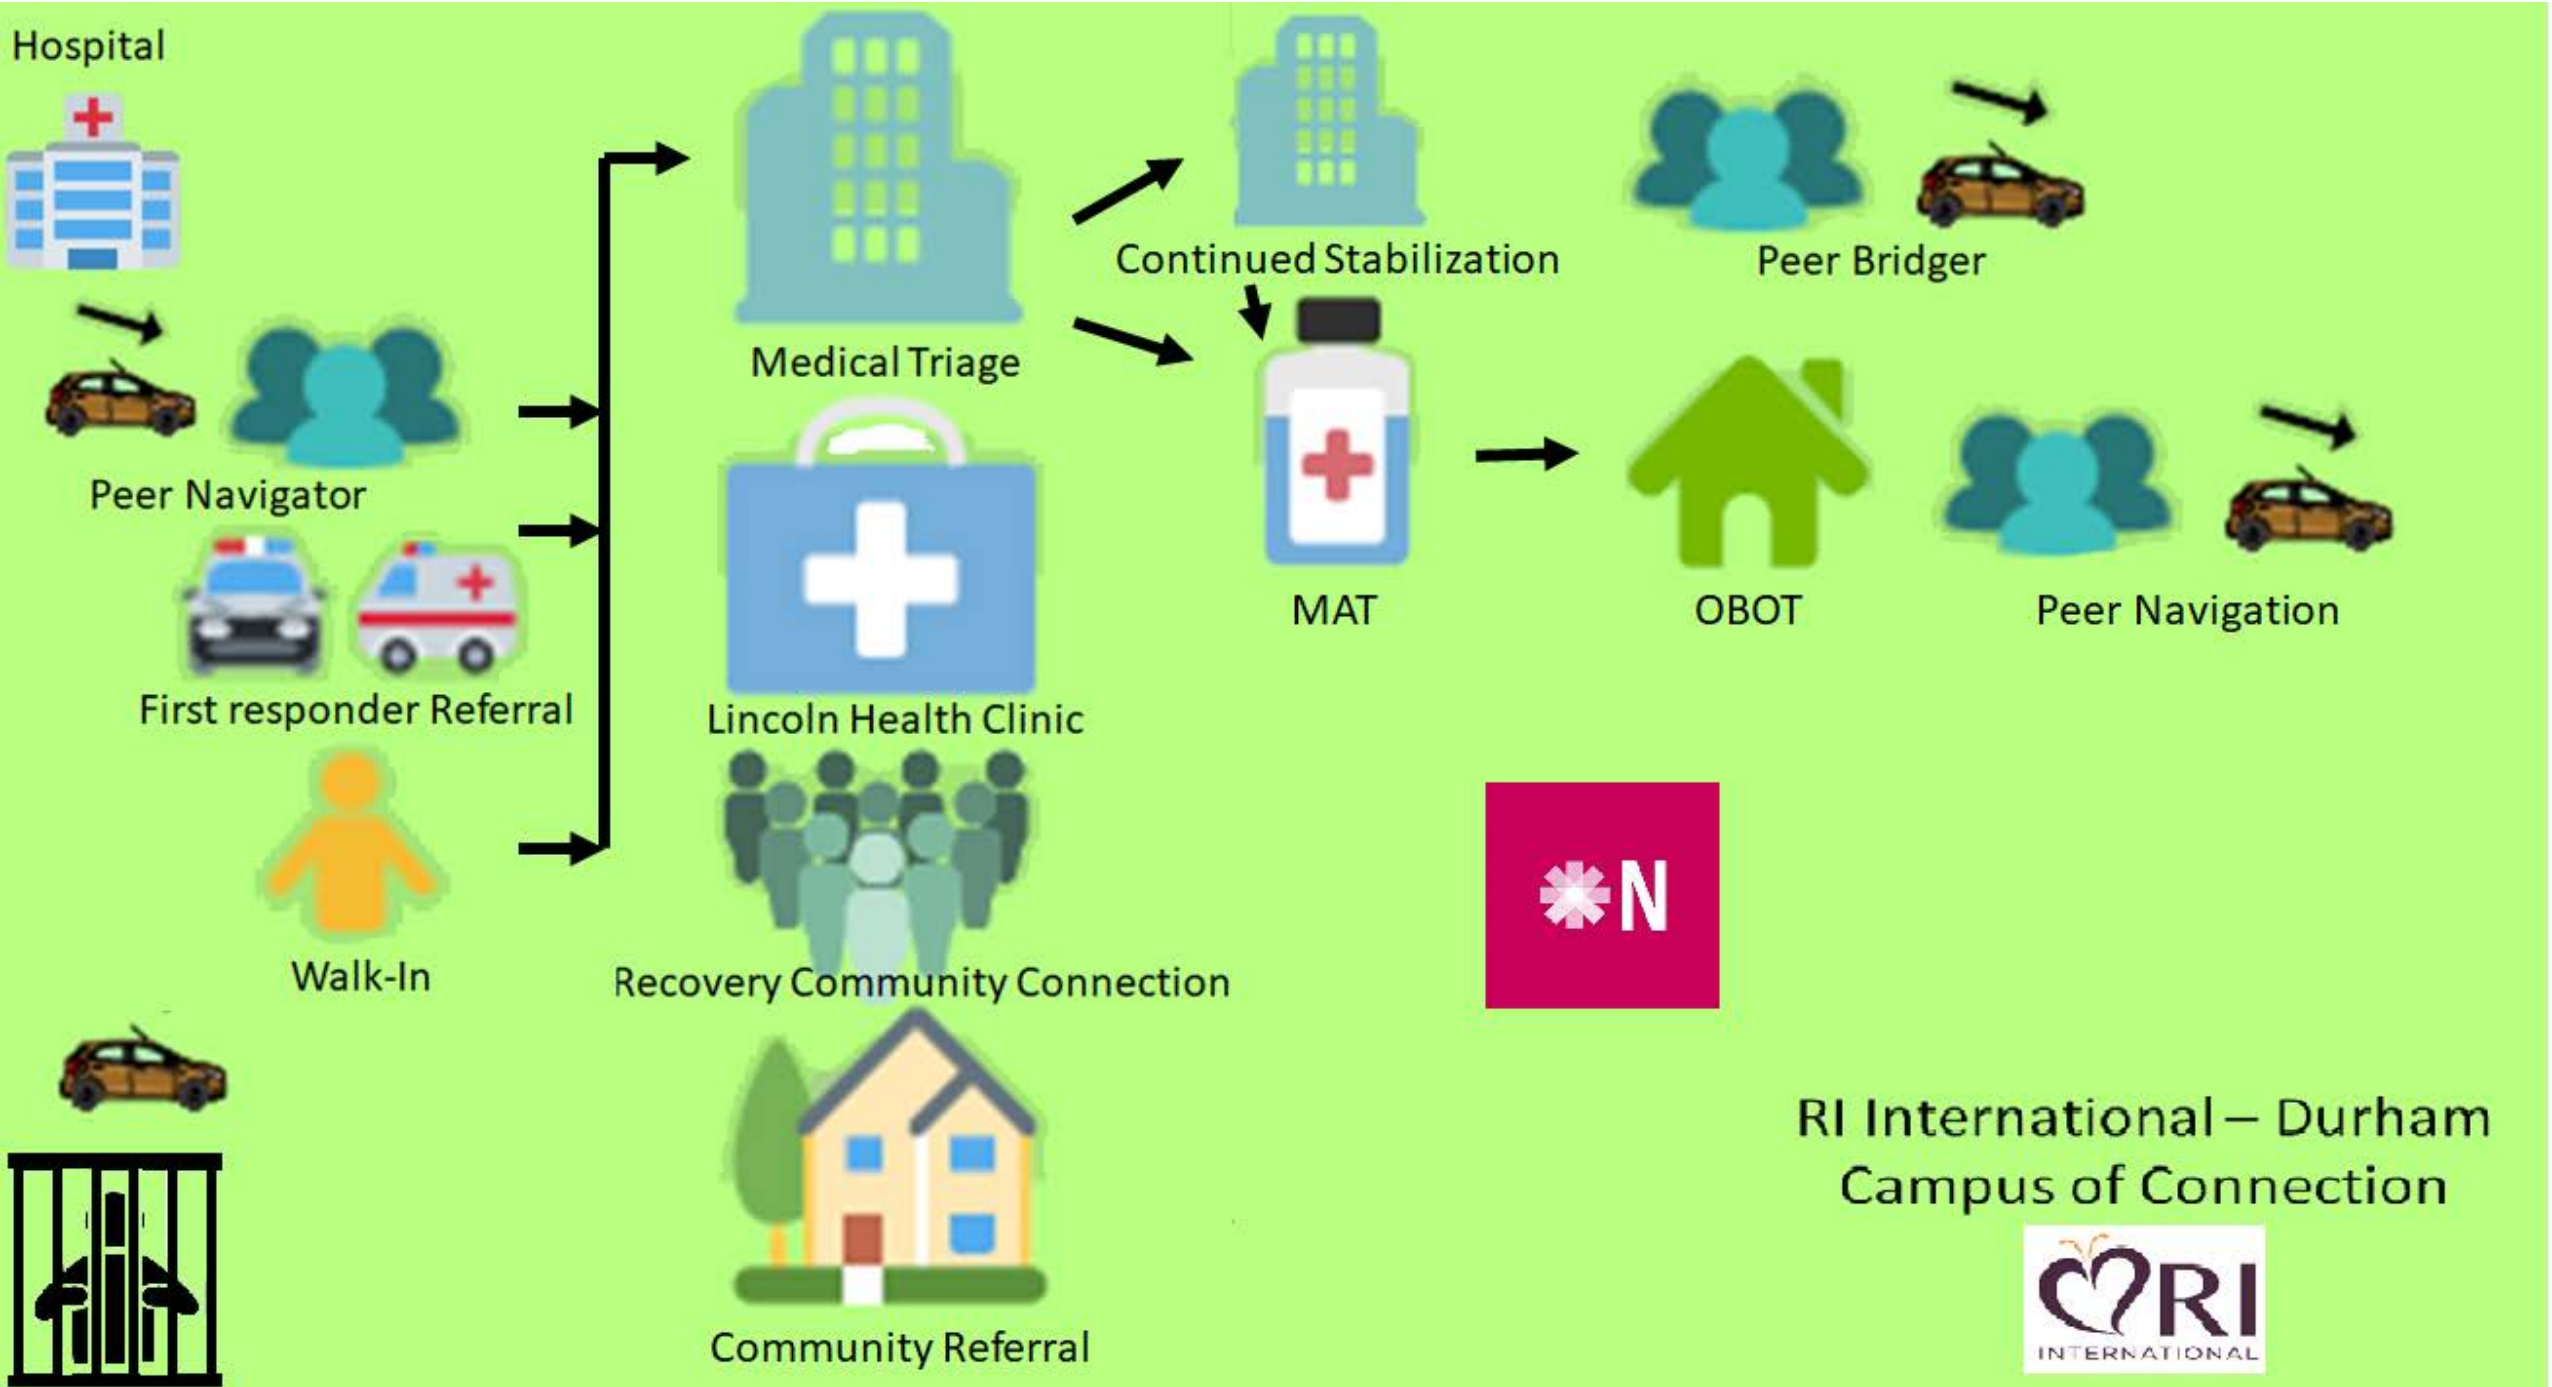 Hospital
Peer Navigator
First responder Referral
Walk-In
Medical Triage
Lincoln Health Clinic
Recovery Community Connection
Community Referral
Continued Stabilization
MAT
Peer Bridger
OBOT
Peer Navigation
N
RI International – Durham
Campus of Connection
RI
INTERNATIONAL